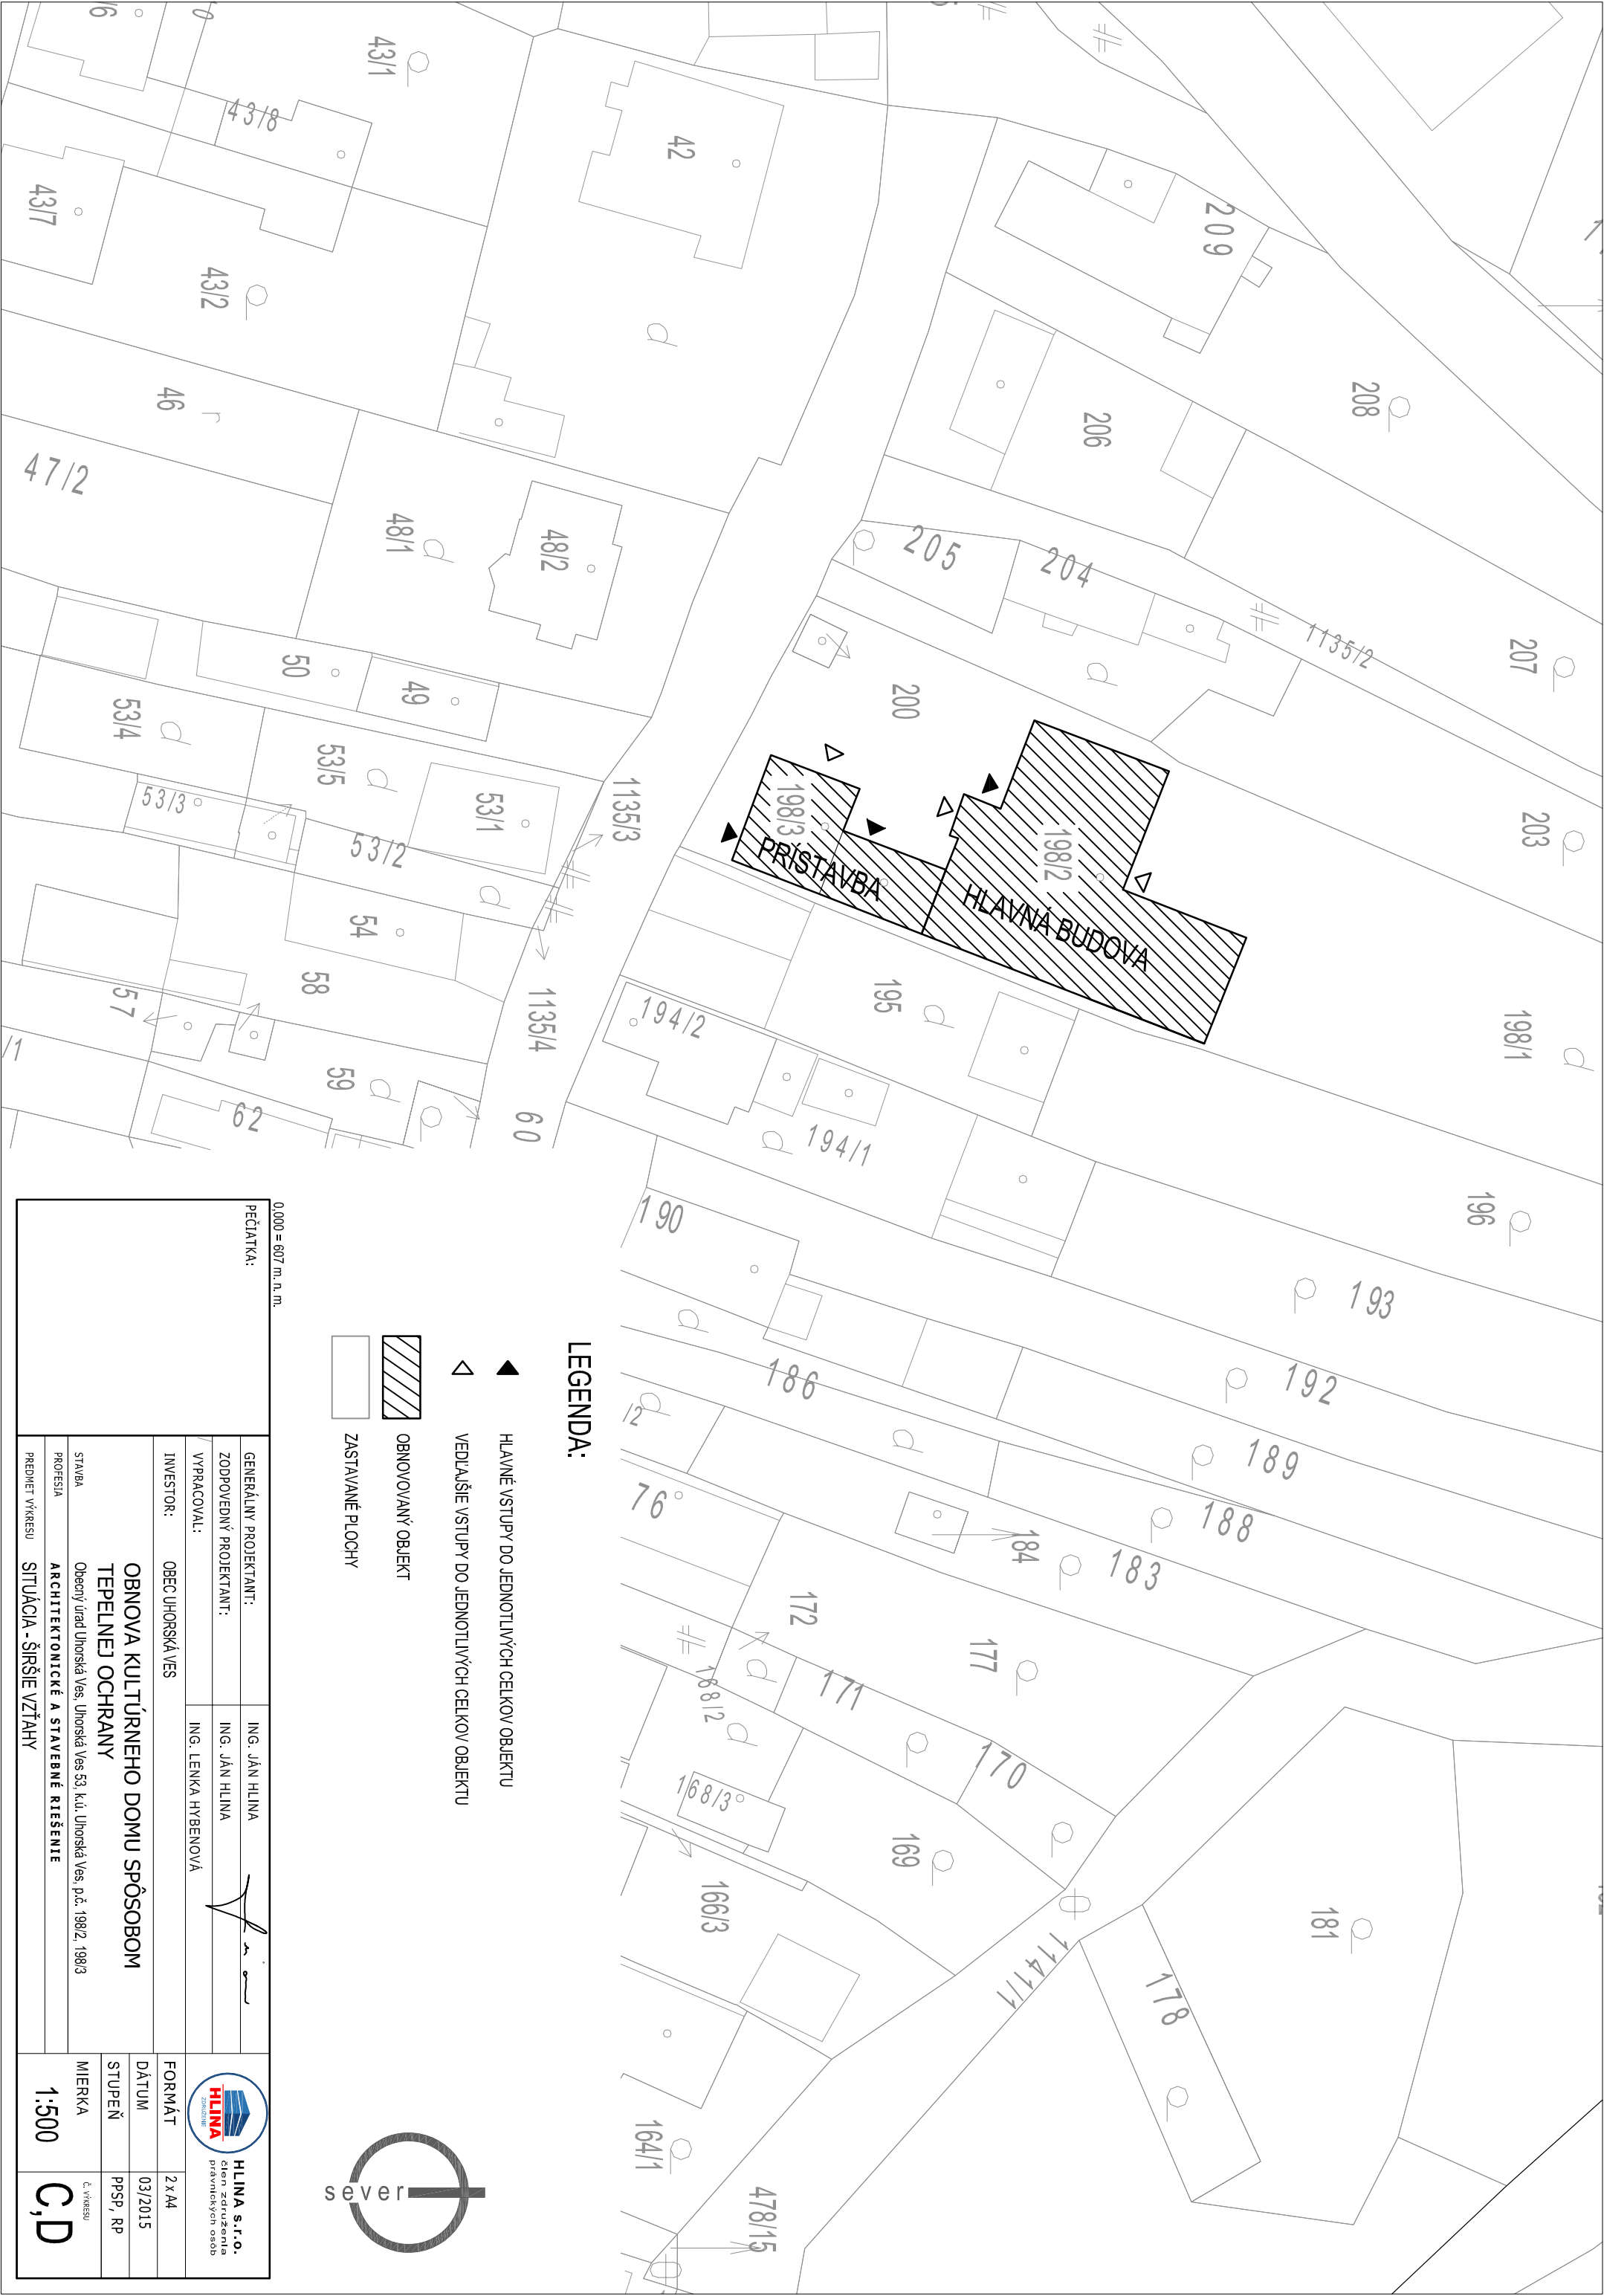 43/1
43/8
42
43/7
43/2
209
46
47/2
208
206
48/1
48/2
205
204
1135/2
207
50
49
200
53/4
53/5
53/3
53/1
53/2
1135/3
203
198/3
PRÍSTAVBA
198/2
HLAVNÁ BUDOVA
54
58
57
/1
59
62
1135/4
60
195
194/2
194/1
198/1
196
190
193
192
186
189
188
/2
76
184
183
172
177
171
168/2
170
168/3
169
166/3
1141/1
181
178
164/1
478/15
LEGENDA:
HLAVNÉ VSTUPY DO JEDNOTLIVÝCH CELKOV OBJEKTU
VEDĽAJŠIE VSTUPY DO JEDNOTLIVÝCH CELKOV OBJEKTU
OBNOVOVANÝ OBJEKT
ZASTAVANÉ PLOCHY
sever
0,000 = 607 m. n. m.
PEČIATKA:
GENERÁLNY PROJEKTANT: ING. JÁN HLINA
ZODPOVEDNÝ PROJEKTANT: ING. JÁN HLINA
VYPRACOVAL: ING. LENKA HYBENOVÁ
INVESTOR: OBEC UHORSKÁ VES
STAVBA
OBNOVA KULTÚRNEHO DOMU SPÔSOBOM
TEPELNEJ OCHRANY
Obecný úrad Uhorská Ves, Uhorská Ves 53, k.ú. Uhorská Ves, p.č. 198/2, 198/3
PROFESIA ARCHITEKTONICKÉ A STAVEBNÉ RIEŠENIE
PREDMET VÝKRESU SITUÁCIA - ŠIRŠIE VZŤAHY
HLINA
ZDRUŽENIE
HLINA s.r.o.
člen združenia
právnických osôb
FORMÁT 2 x A4
DÁTUM 03/2015
STUPEŇ PPSP, RP
MIERKA
1:500
Č. VÝKRESU
C,D